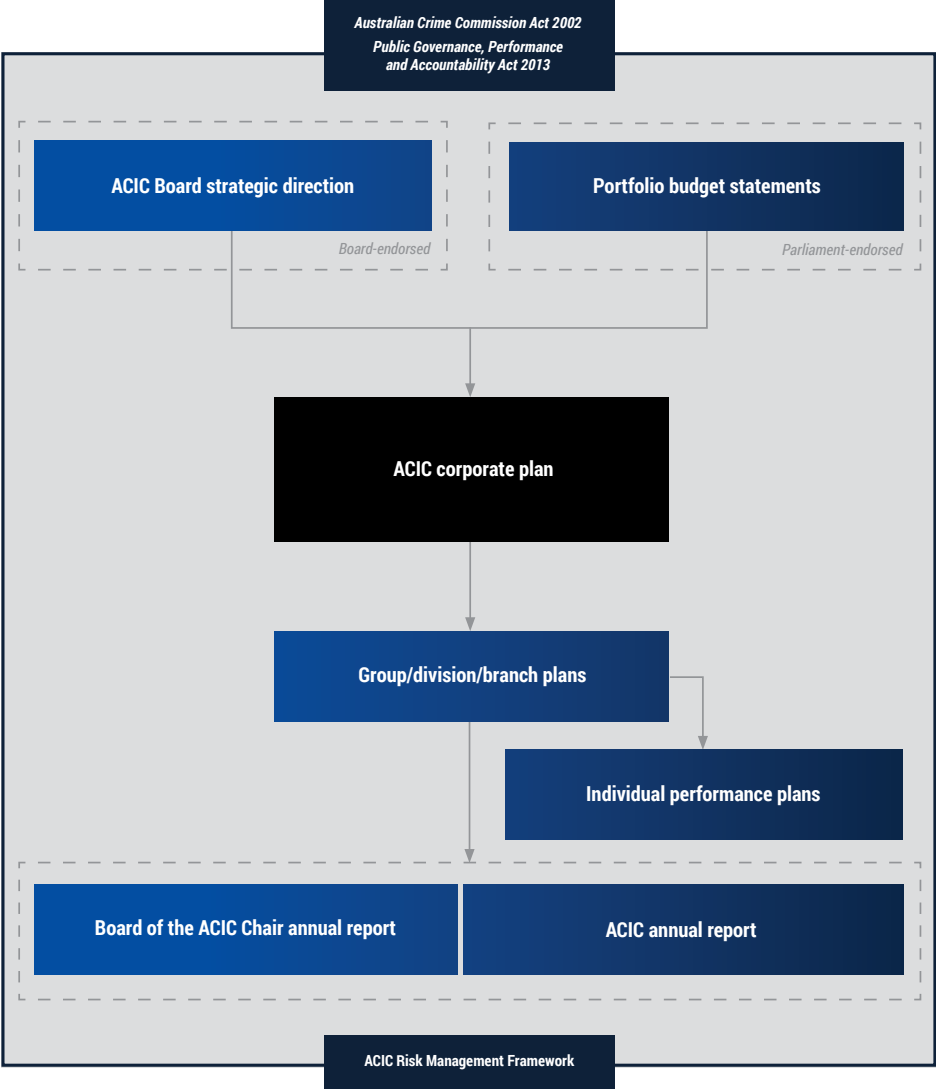 Australian Crime Commission Act 2002
Public Governance, Performance
and Accountability Act 2013
ACIC Board strategic direction
Portfolio budget statements
Board-endorsed
Parliament-endorsed
ACIC corporate plan
Group/division/branch plans
Individual performance plans
Board of the ACIC Chair annual report
ACIC annual report
ACIC Risk Management Framework